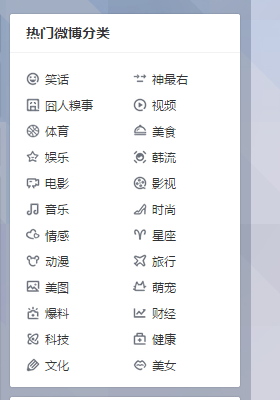 热门微博分类
笑话 神最右
囧人糗事 视频
体育 美食
娱乐 韩流
电影 影视
音乐 时尚
情感 星座
动漫 旅行
美图 萌宠
爆料 财经
科技 健康
文化 美女